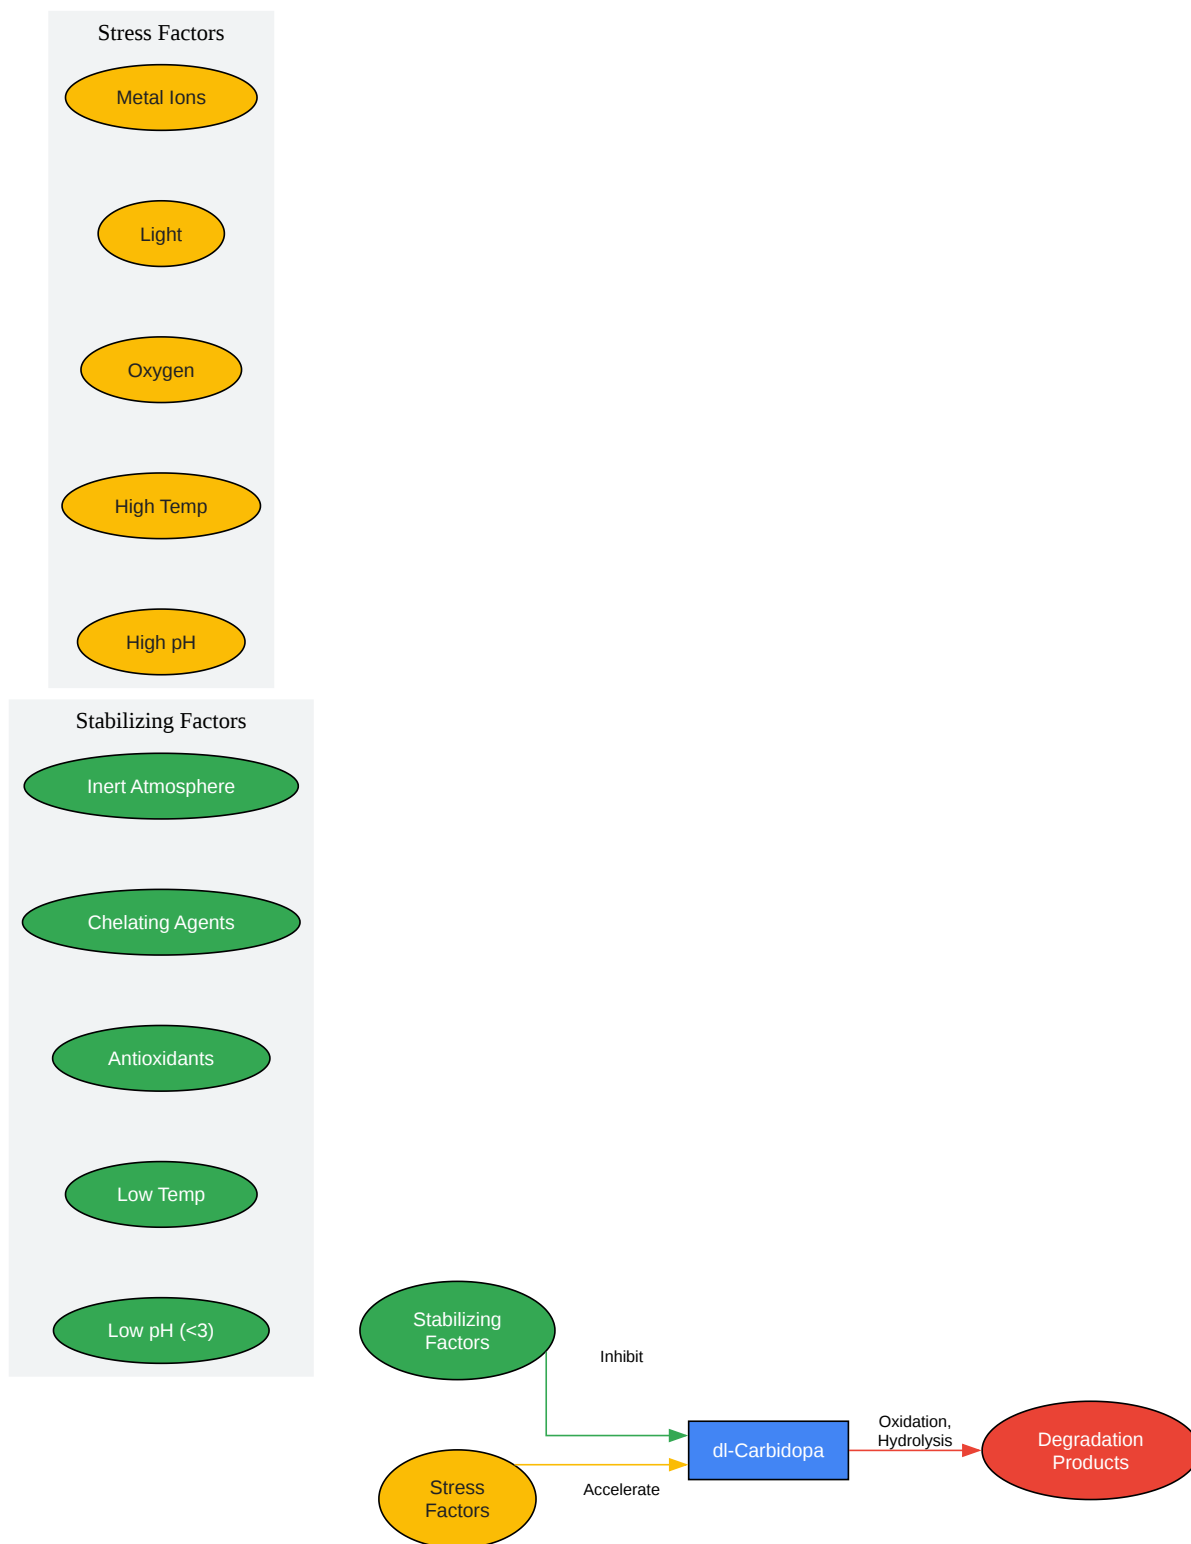 Stress Factors
Metal Ions
Light
Oxygen
High Temp
High pH
Stabilizing Factors
Inert Atmosphere
Chelating Agents
Antioxidants
Low Temp
Low pH (<3)
Stabilizing
Factors
Inhibit
Stress
Factors
Accelerate
dl-Carbidopa
Oxidation,
Hydrolysis
Degradation
Products